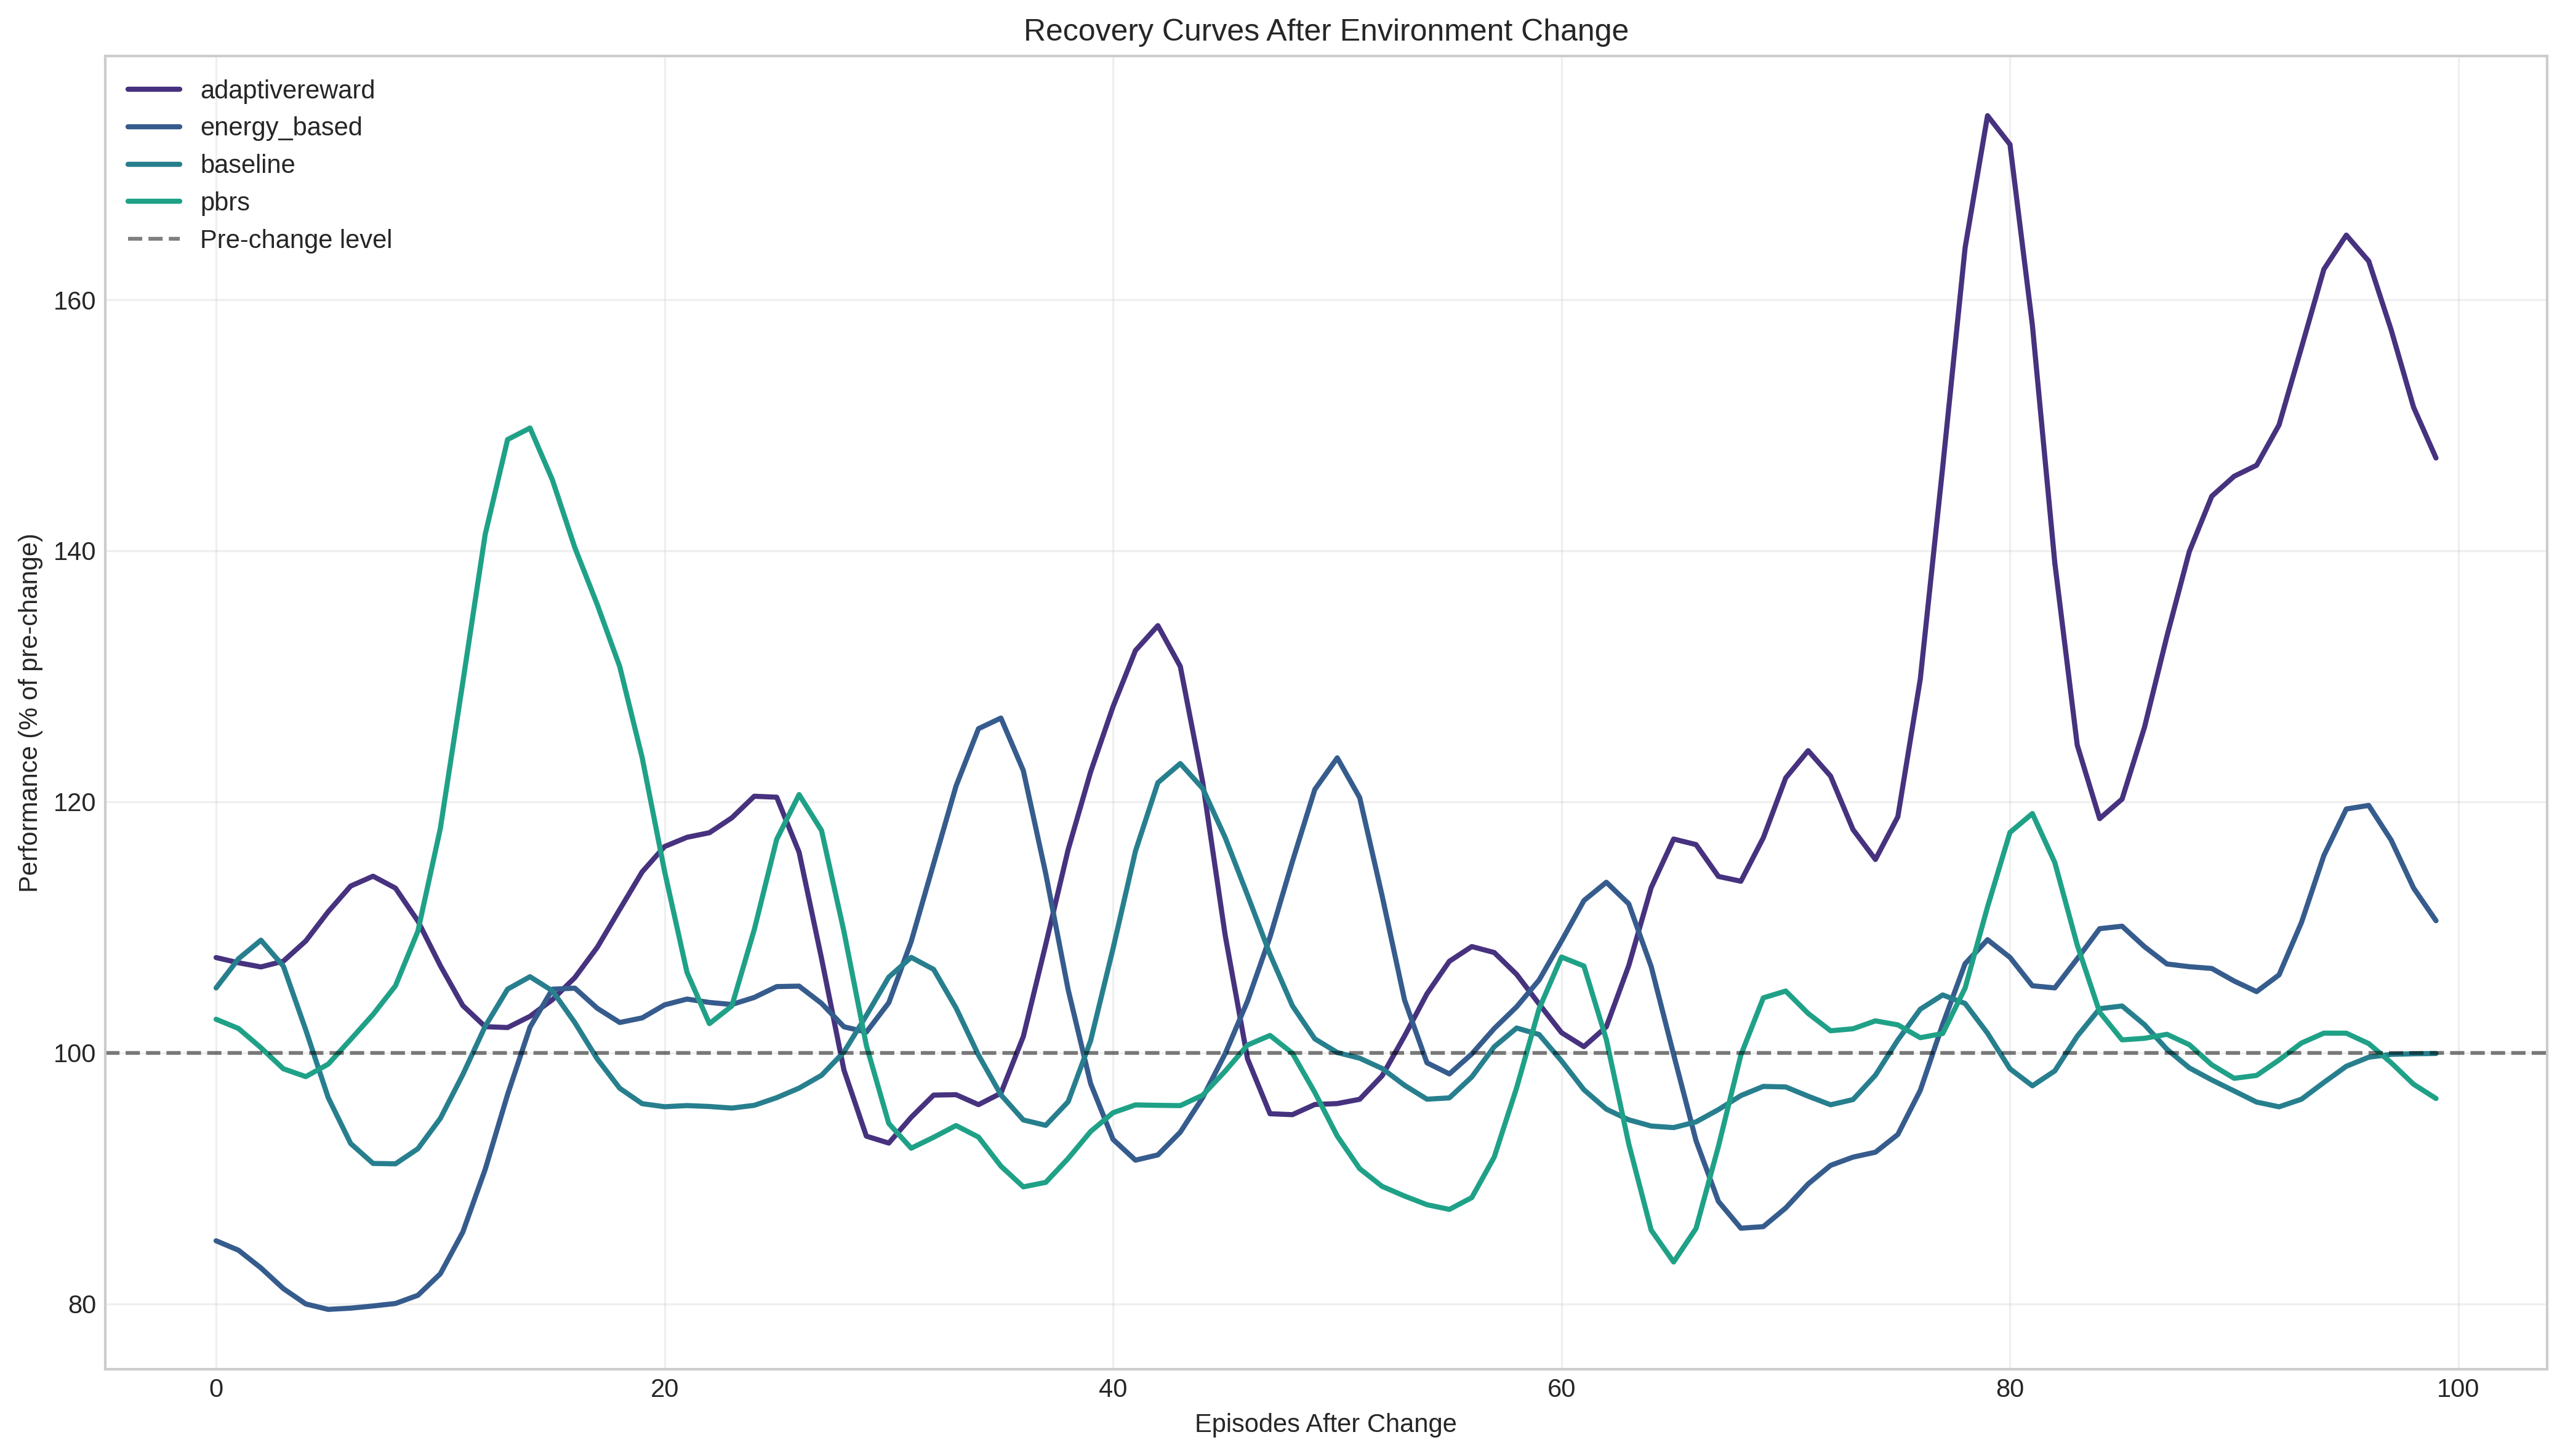 Recovery Curves After Environment Change
adaptivereward
energy_based
baseline
pbrs
Pre-change level
Performance (% of pre-change)
160
140
120
100
80
0 20 40 60 80 100
Episodes After Change